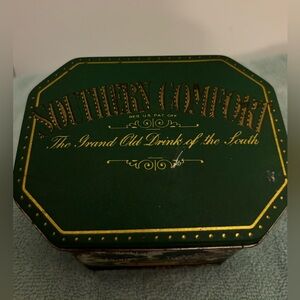 SOUTHERN COMFORT
REG. U.S. PAT. OFF.
The Grand Old Drink of the South